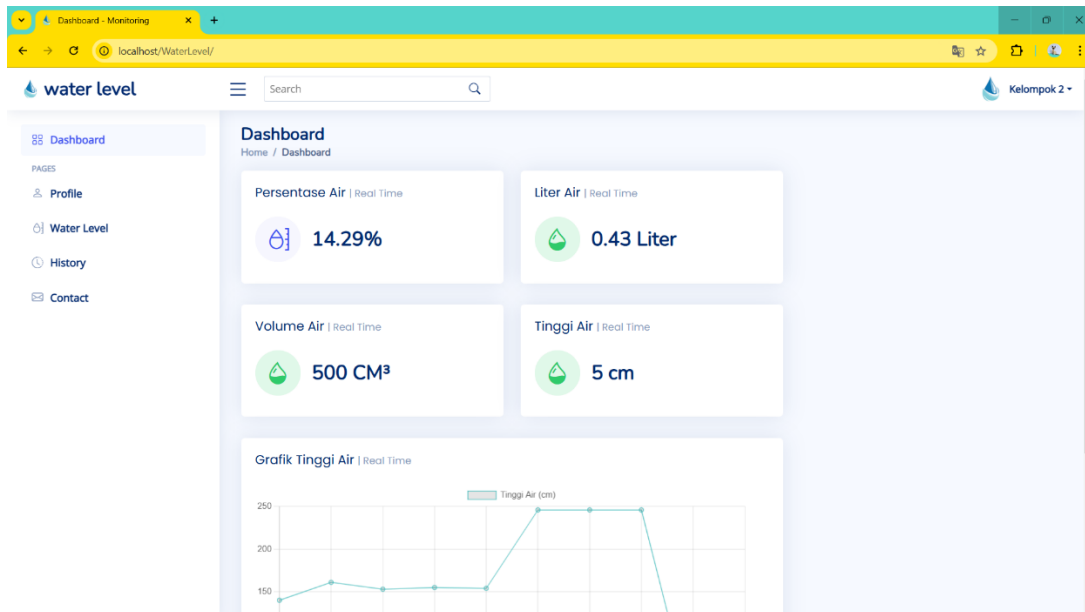 Dashboard - Monitoring
localhost/WaterLevel/
water level
Search
Kelompok 2
Dashboard
PAGES
Profile
Water Level
History
Contact
Dashboard
Home / Dashboard
Persentase Air | Real Time
14.29%
Liter Air | Real Time
0.43 Liter
Volume Air | Real Time
500 CM³
Tinggi Air | Real Time
5 cm
Grafik Tinggi Air | Real Time
Tinggi Air (cm)
250
200
150